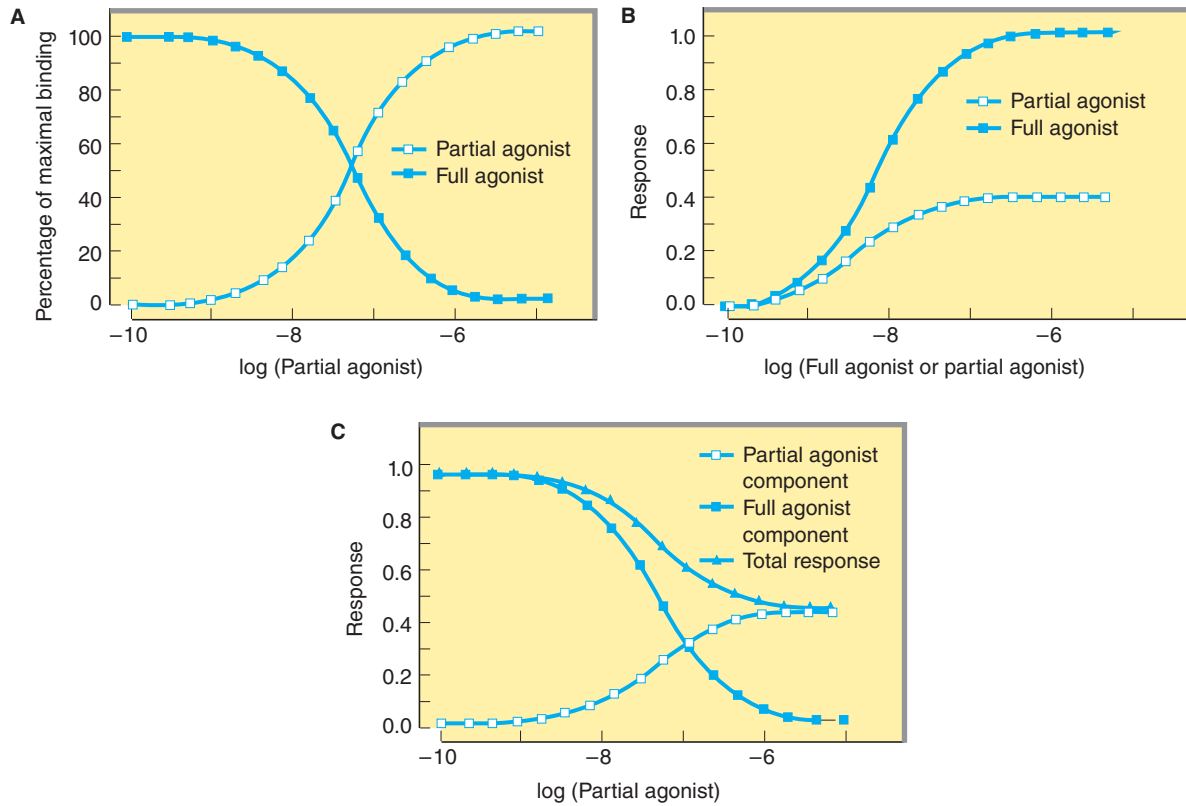 A
Percentage of maximal binding
100
80
60
40
20
0
Partial agonist
Full agonist
−10
−8
−6
log (Partial agonist)
B
Response
1.0
0.8
0.6
0.4
0.2
0.0
Partial agonist
Full agonist
−10
−8
−6
log (Full agonist or partial agonist)
C
Response
1.0
0.8
0.6
0.4
0.2
0.0
Partial agonist
component
Full agonist
component
Total response
−10
−8
−6
log (Partial agonist)